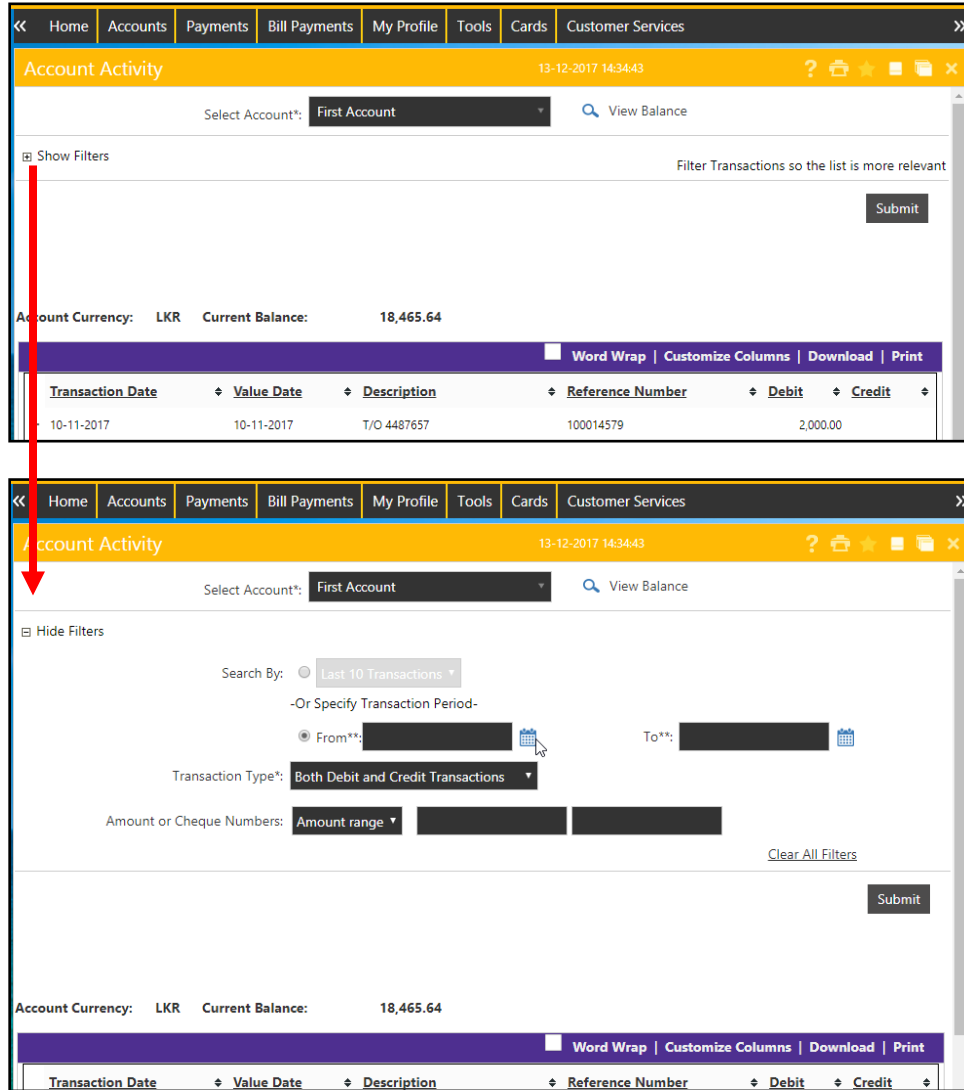 « Home Accounts Payments Bill Payments My Profile Tools Cards Customer Services »
Account Activity 13-12-2017 14:34:43 ?
Select Account*: First Account View Balance
Show Filters
Filter Transactions so the list is more relevant
Submit
Account Currency: LKR Current Balance: 18,465.64
Word Wrap | Customize Columns | Download | Print
Transaction Date Value Date Description Reference Number Debit Credit
10-11-2017 10-11-2017 T/O 4487657 100014579 2,000.00
« Home Accounts Payments Bill Payments My Profile Tools Cards Customer Services »
Account Activity 13-12-2017 14:34:43 ?
Select Account*: First Account View Balance
Hide Filters
Search By: Last 10 Transactions
-Or Specify Transaction Period-
From**: To**:
Transaction Type*: Both Debit and Credit Transactions
Amount or Cheque Numbers: Amount range
Clear All Filters
Submit
Account Currency: LKR Current Balance: 18,465.64
Word Wrap | Customize Columns | Download | Print
Transaction Date Value Date Description Reference Number Debit Credit